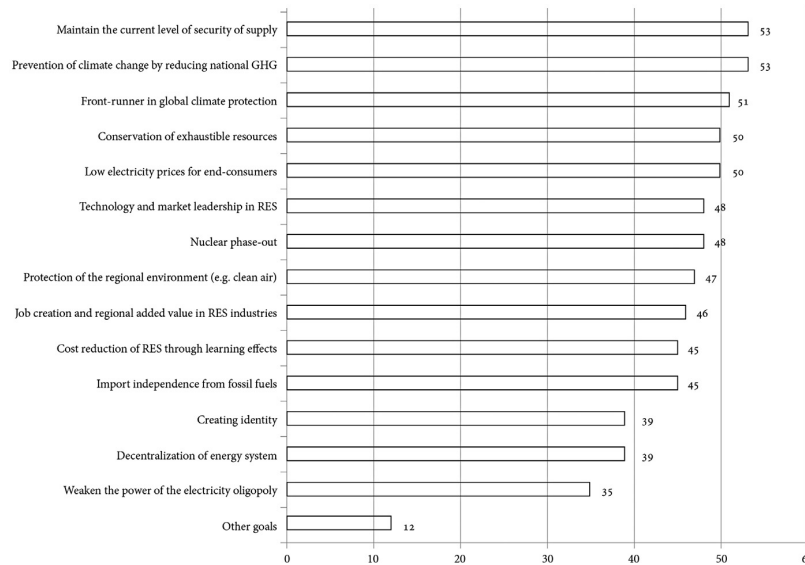 Maintain the current level of security of supply 53
Prevention of climate change by reducing national GHG 53
Front-runner in global climate protection 51
Conservation of exhaustible resources 50
Low electricity prices for end-consumers 50
Technology and market leadership in RES 48
Nuclear phase-out 48
Protection of the regional environment (e.g. clean air) 47
Job creation and regional added value in RES industries 46
Cost reduction of RES through learning effects 45
Import independence from fossil fuels 45
Creating identity 39
Decentralization of energy system 39
Weaken the power of the electricity oligopoly 35
Other goals 12
0 10 20 30 40 50